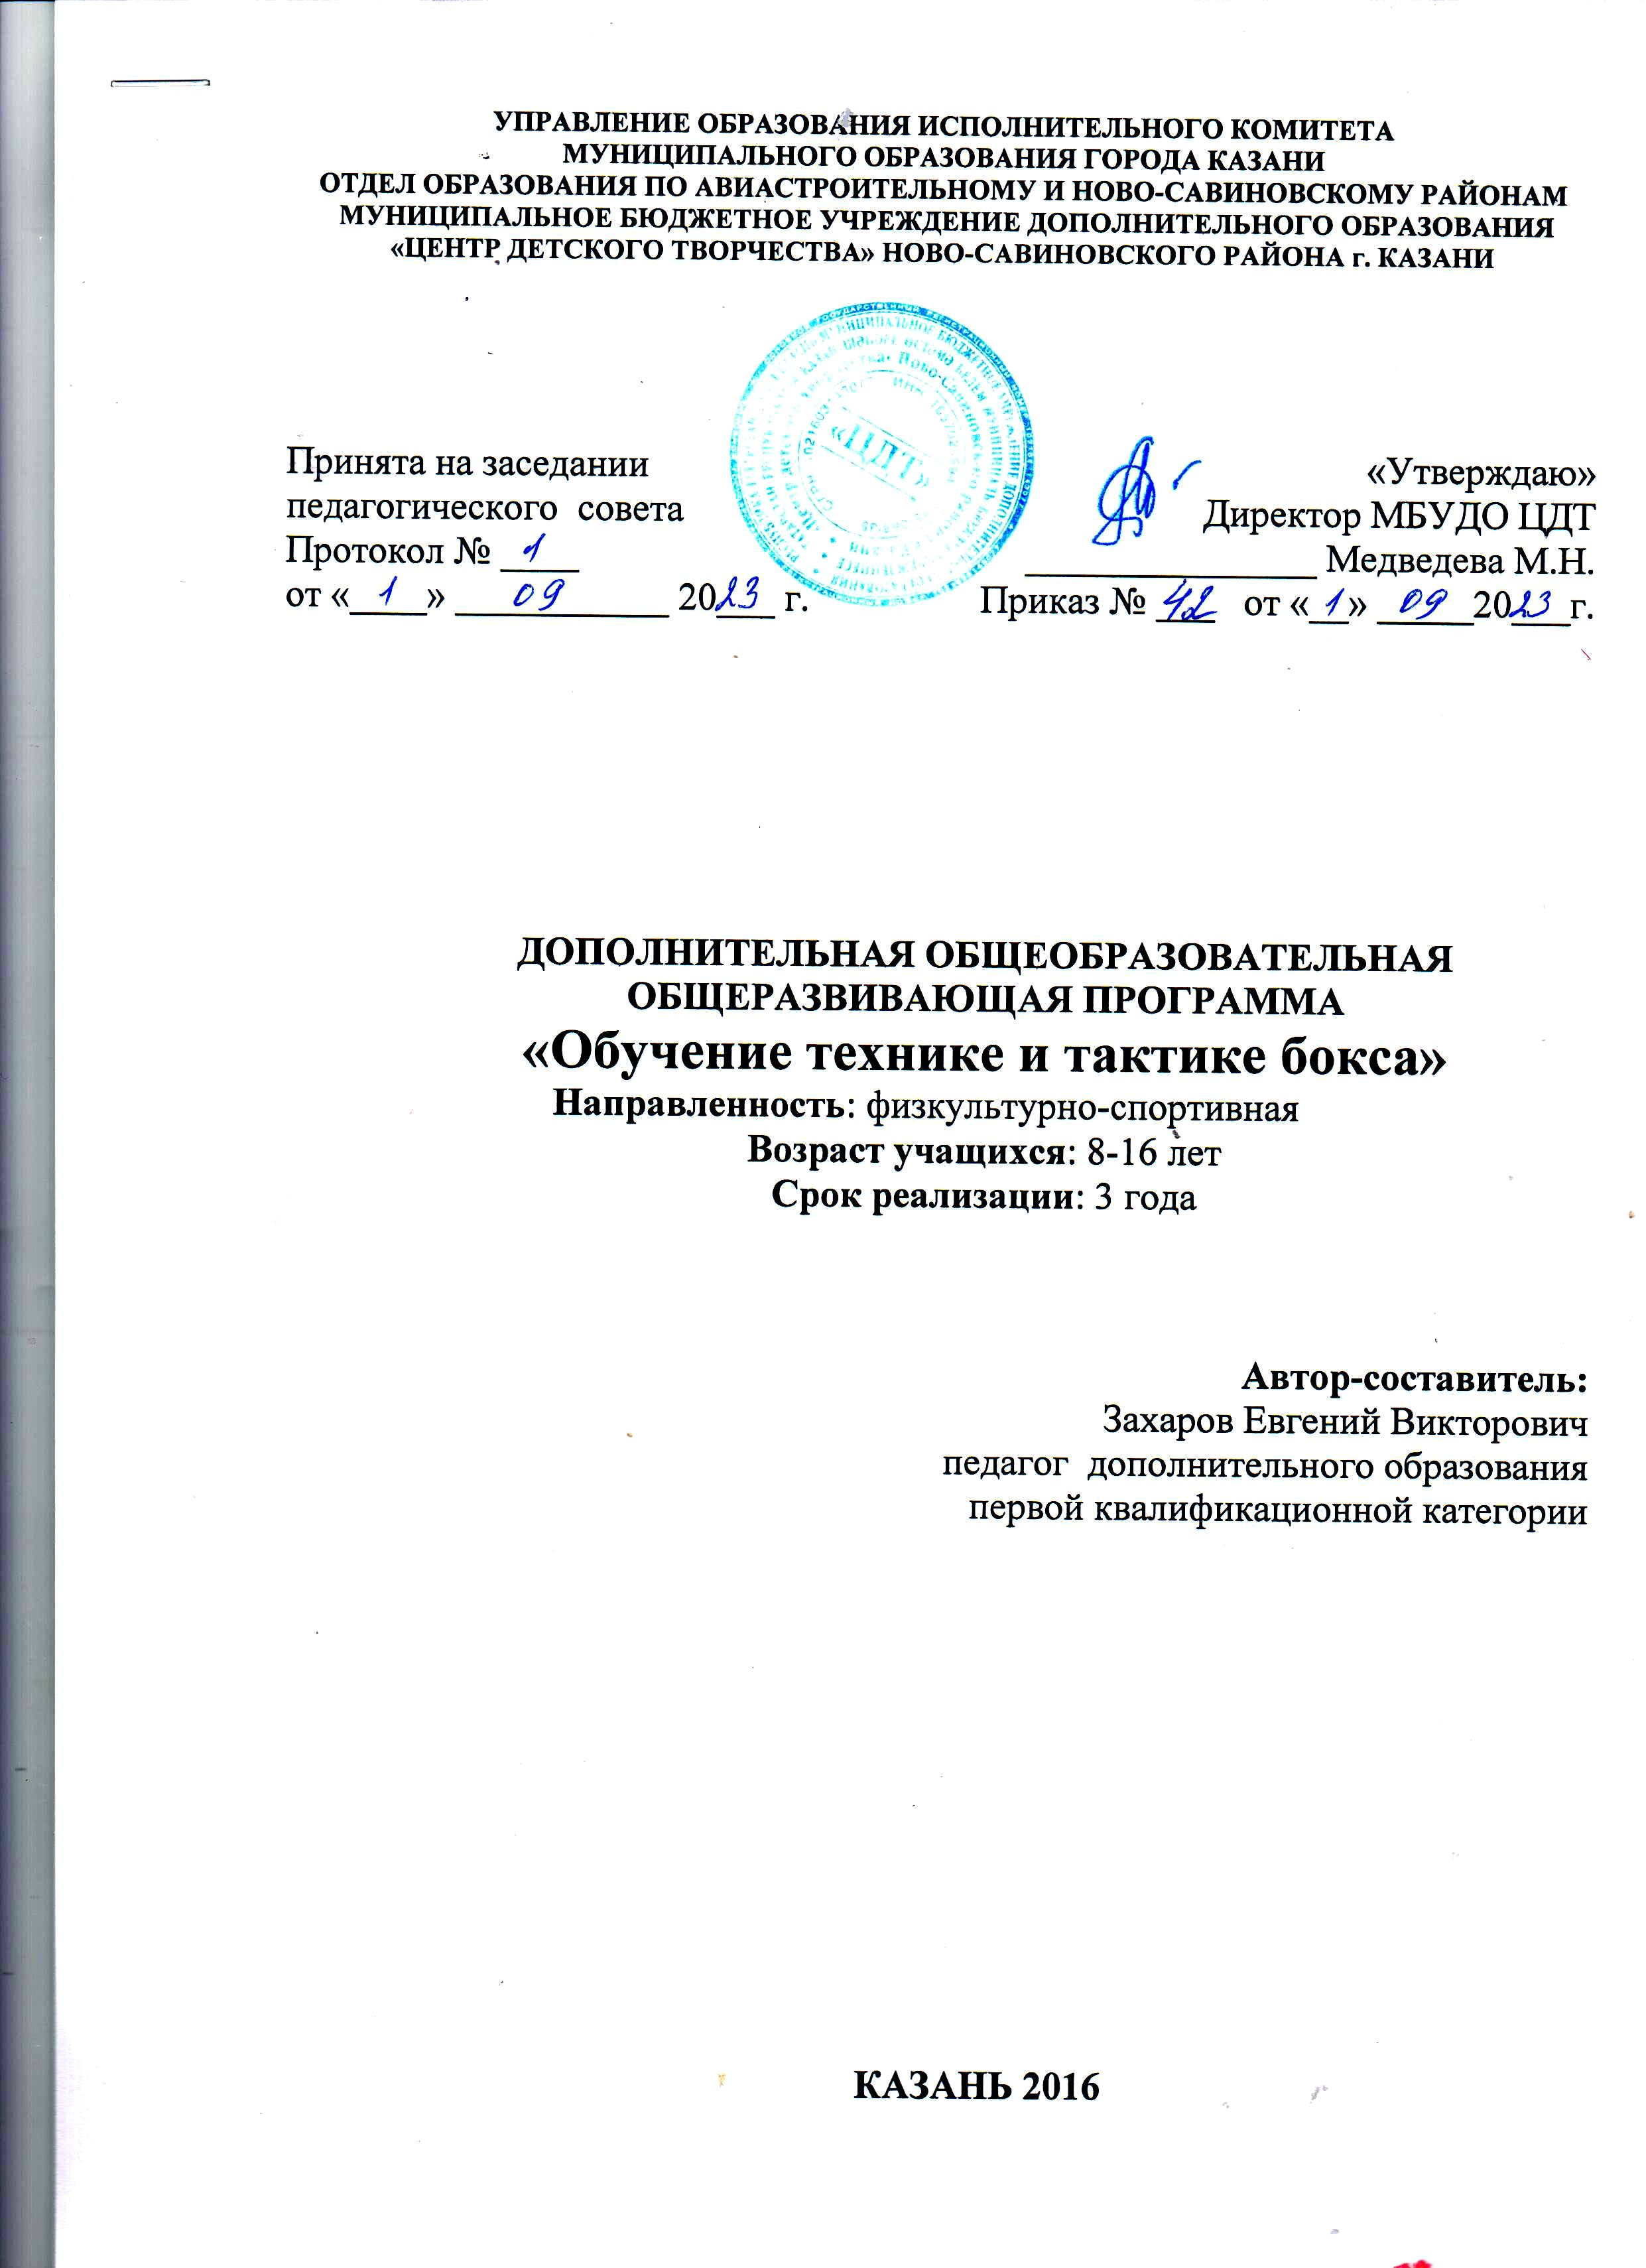 УПРАВЛЕНИЕ ОБРАЗОВАНИЯ ИСПОЛНИТЕЛЬНОГО КОМИТЕТА
МУНИЦИПАЛЬНОГО ОБРАЗОВАНИЯ ГОРОДА КАЗАНИ
ОТДЕЛ ОБРАЗОВАНИЯ ПО АВИАСТРОИТЕЛЬНОМУ И НОВО-САВИНОВСКОМУ РАЙОНАМ
МУНИЦИПАЛЬНОЕ БЮДЖЕТНОЕ УЧРЕЖДЕНИЕ ДОПОЛНИТЕЛЬНОГО ОБРАЗОВАНИЯ
«ЦЕНТР ДЕТСКОГО ТВОРЧЕСТВА» НОВО-САВИНОВСКОГО РАЙОНА г. КАЗАНИ
«ЦДТ»
Принята на заседании
педагогического совета
Протокол № 1
от «1» 09 2023 г.
«Утверждаю»
Директор МБУДО ЦДТ
Медведева М.Н.
Приказ № 42 от «1» 09 2023 г.
ДОПОЛНИТЕЛЬНАЯ ОБЩЕОБРАЗОВАТЕЛЬНАЯ
ОБЩЕРАЗВИВАЮЩАЯ ПРОГРАММА
«Обучение технике и тактике бокса»
Направленность: физкультурно-спортивная
Возраст учащихся: 8-16 лет
Срок реализации: 3 года
Автор-составитель:
Захаров Евгений Викторович
педагог дополнительного образования
первой квалификационной категории
КАЗАНЬ 2016